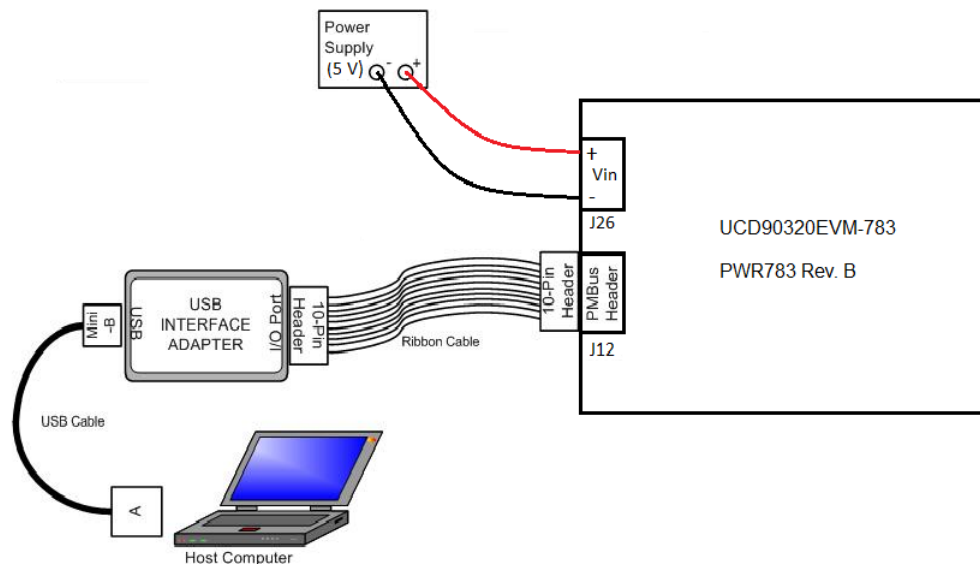 Power
Supply
(5 V)
- +
+
Vin
-
J26
UCD90320EVM-783
PWR783 Rev. B
10-Pin
Header
PMBus
Header
J12
Mini
-B
USB
USB
INTERFACE
ADAPTER
I/O Port
10-Pin
Header
Ribbon Cable
USB Cable
A
Host Computer